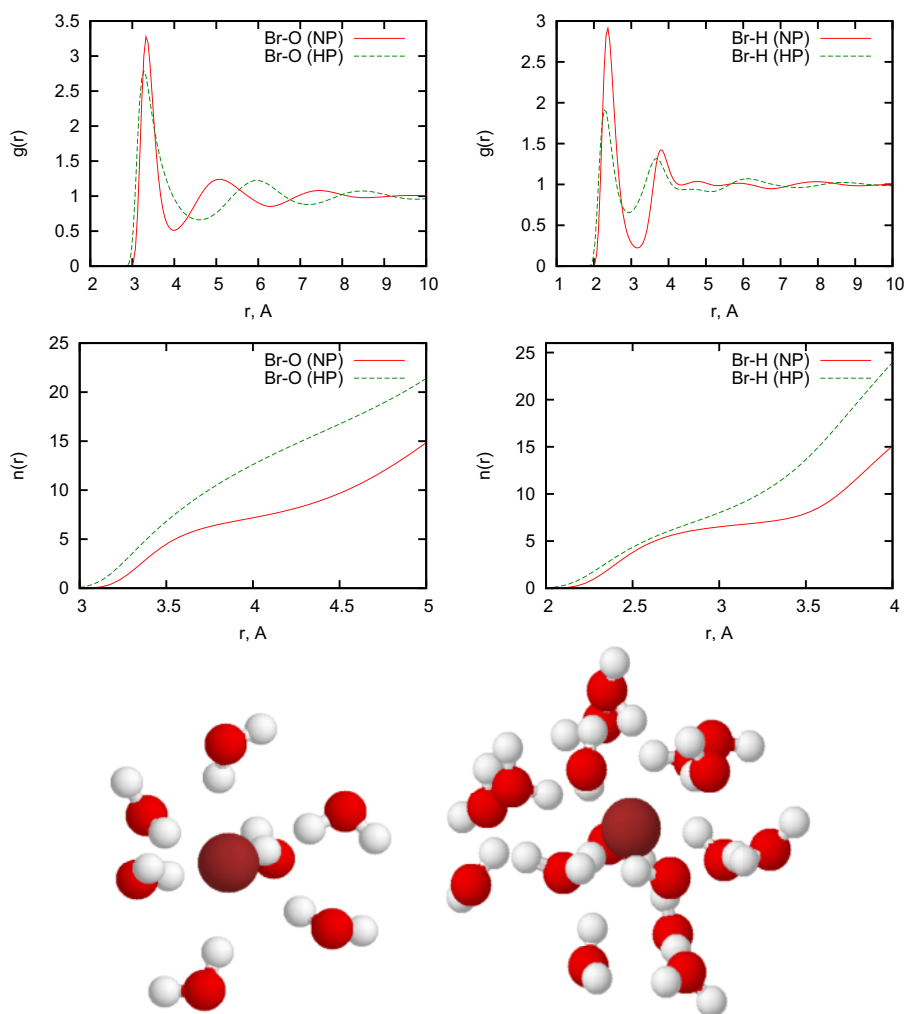 Br-O (NP)
Br-O (HP)
g(r)
3.5
3
2.5
2
1.5
1
0.5
0
2 3 4 5 6 7 8 9 10
r, A
Br-H (NP)
Br-H (HP)
g(r)
3
2.5
2
1.5
1
0.5
0
1 2 3 4 5 6 7 8 9 10
r, A
Br-O (NP)
Br-O (HP)
n(r)
25
20
15
10
5
0
3 3.5 4 4.5 5
r, A
Br-H (NP)
Br-H (HP)
n(r)
25
20
15
10
5
0
2 2.5 3 3.5 4
r, A